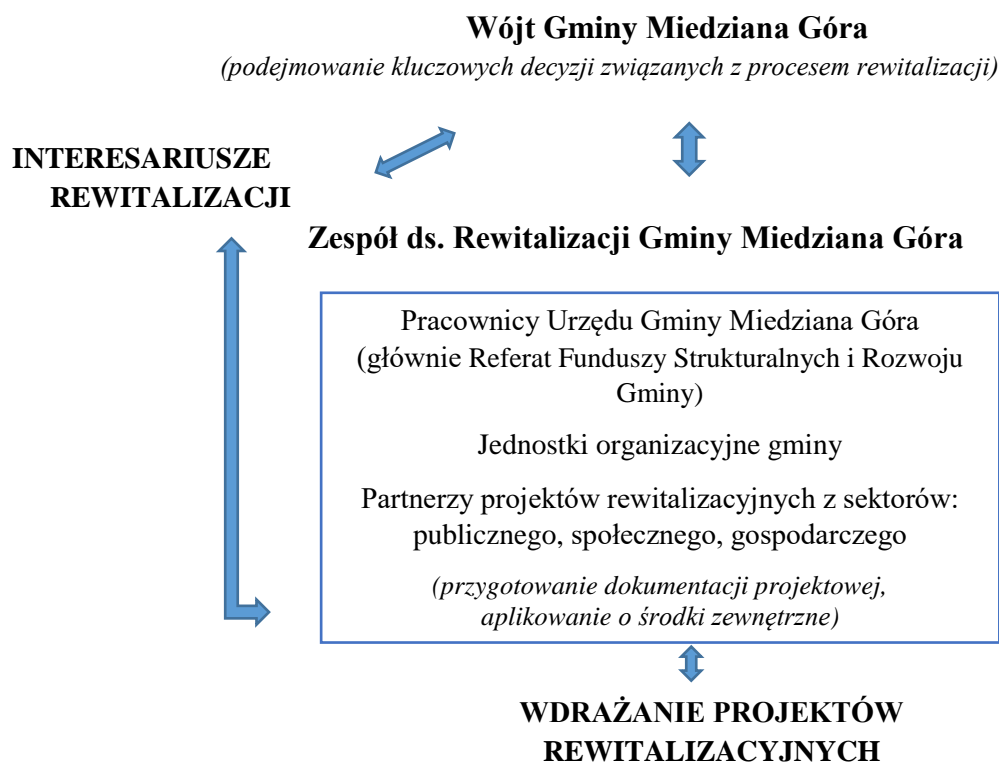 Wójt Gminy Miedziana Góra
(podejmowanie kluczowych decyzji związanych z procesem rewitalizacji)
INTERESARIUSZE
REWITALIZACJI
Zespół ds. Rewitalizacji Gminy Miedziana Góra
Pracownicy Urzędu Gminy Miedziana Góra
(głównie Referat Funduszy Strukturalnych i Rozwoju
Gminy)
Jednostki organizacyjne gminy
Partnerzy projektów rewitalizacyjnych z sektorów:
publicznego, społecznego, gospodarczego
(przygotowanie dokumentacji projektowej,
aplikowanie o środki zewnętrzne)
WDRAŻANIE PROJEKTÓW
REWITALIZACYJNYCH